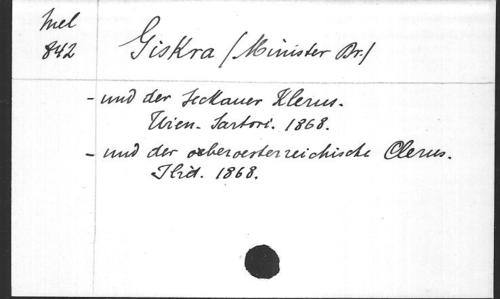 Mel
842
Giskra (Minister Dr.)
- und der Seckauer Klerus.
Wien. Sartori. 1868.
- und der oberoesterreichische Clerus.
Ibid. 1868.